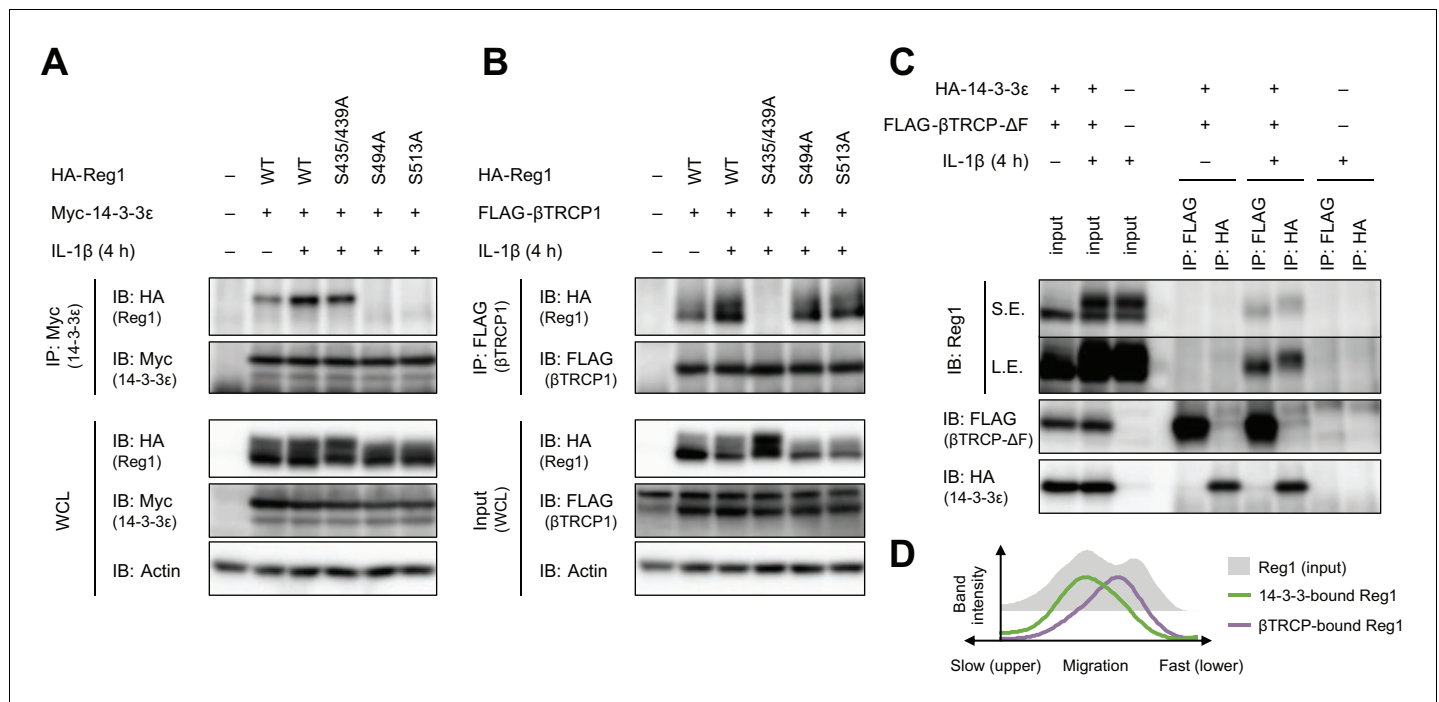 A
HA-Reg1 – WT WT S435/439A S494A S513A
Myc-14-3-3ε – + + + + +
IL-1β (4 h) – – + + + +
IP: Myc
(14-3-3ε)
IB: HA
(Reg1)
IB: Myc
(14-3-3ε)
WCL
IB: HA
(Reg1)
IB: Myc
(14-3-3ε)
IB: Actin
B
HA-Reg1 – WT WT S435/439A S494A S513A
FLAG-βTRCP1 – + + + + +
IL-1β (4 h) – – + + + +
IP: FLAG
(βTRCP1)
IB: HA
(Reg1)
IB: FLAG
(βTRCP1)
Input
(WCL)
IB: HA
(Reg1)
IB: FLAG
(βTRCP1)
IB: Actin
C
HA-14-3-3ε + + – + + –
FLAG-βTRCP-ΔF + + – + + –
IL-1β (4 h) – + + – + +
input input input IP: FLAG IP: HA IP: FLAG IP: HA IP: FLAG IP: HA
IB: Reg1
S.E.
L.E.
IB: FLAG
(βTRCP-ΔF)
IB: HA
(14-3-3ε)
D
Band
intensity
Slow (upper) Migration Fast (lower)
Reg1 (input)
14-3-3-bound Reg1
βTRCP-bound Reg1